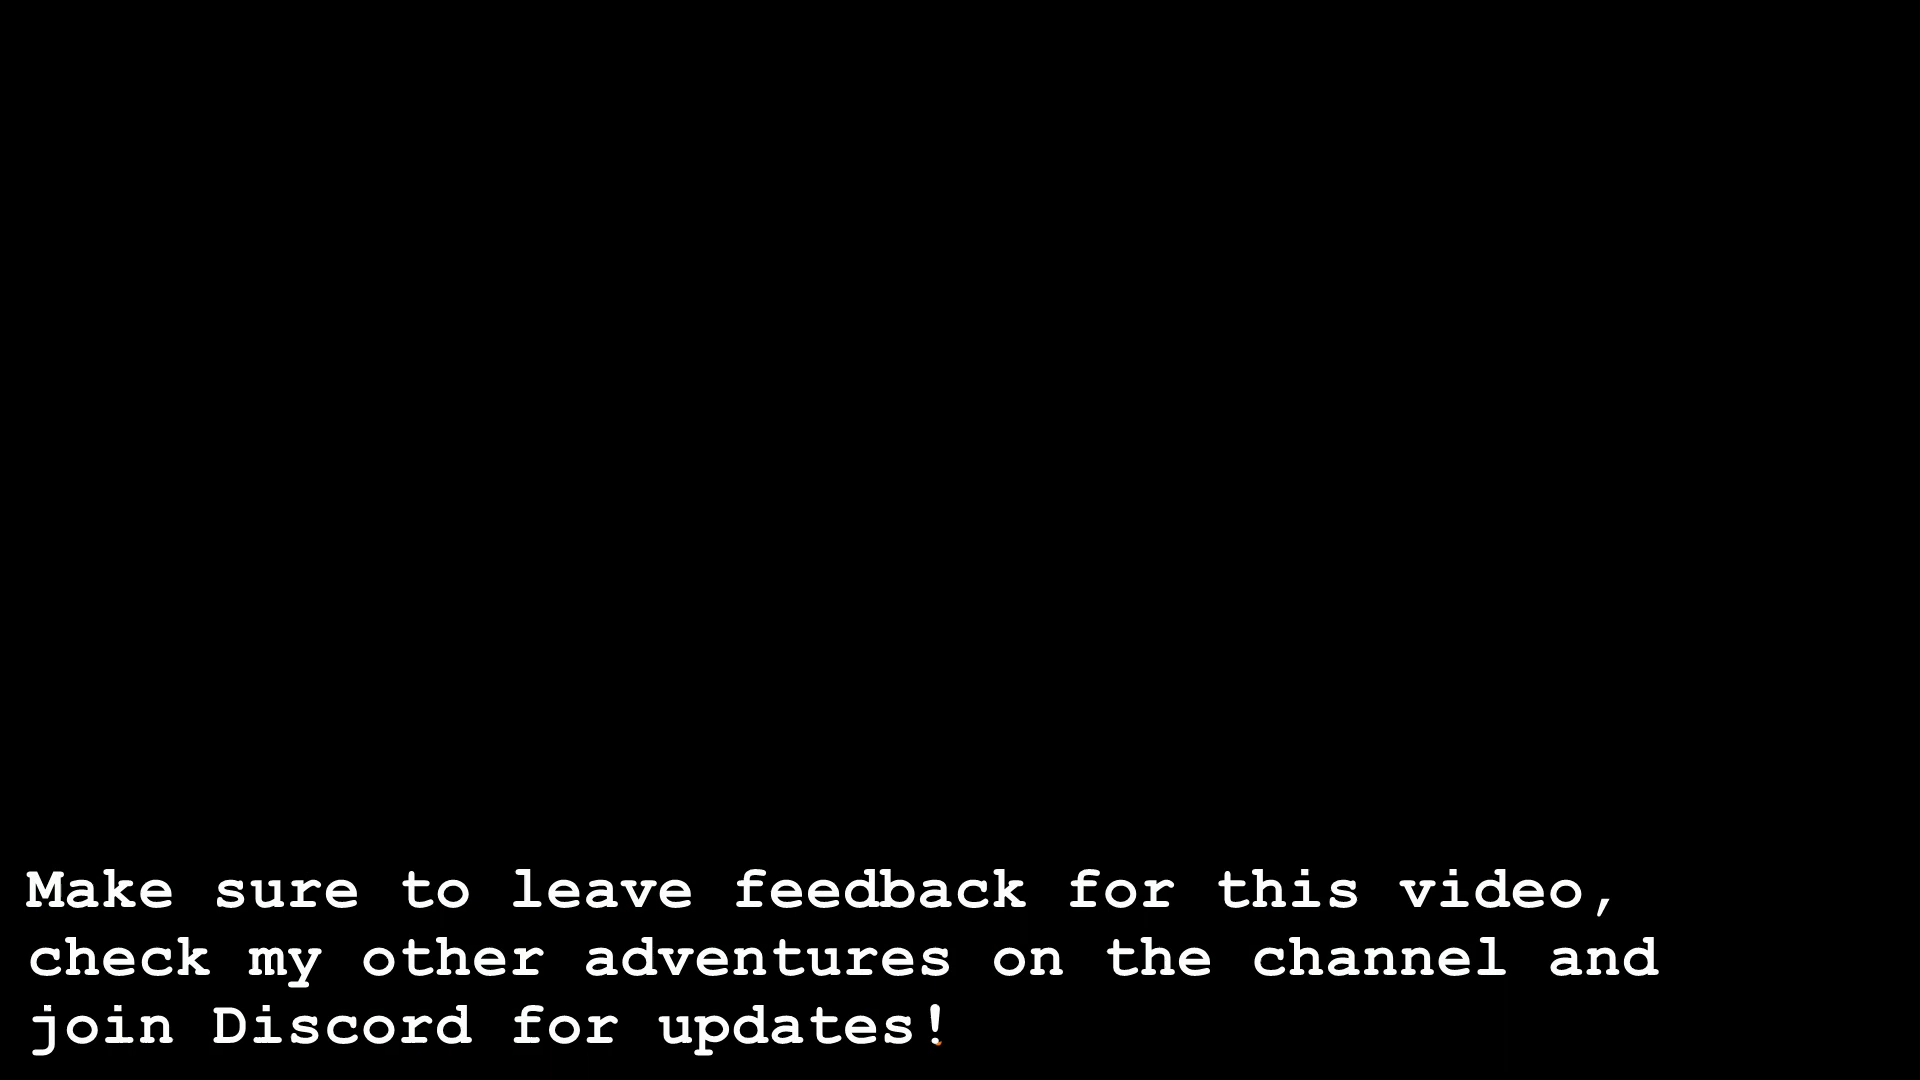 Make sure to leave feedback for this video,
check my other adventures on the channel and
join Discord for updates!